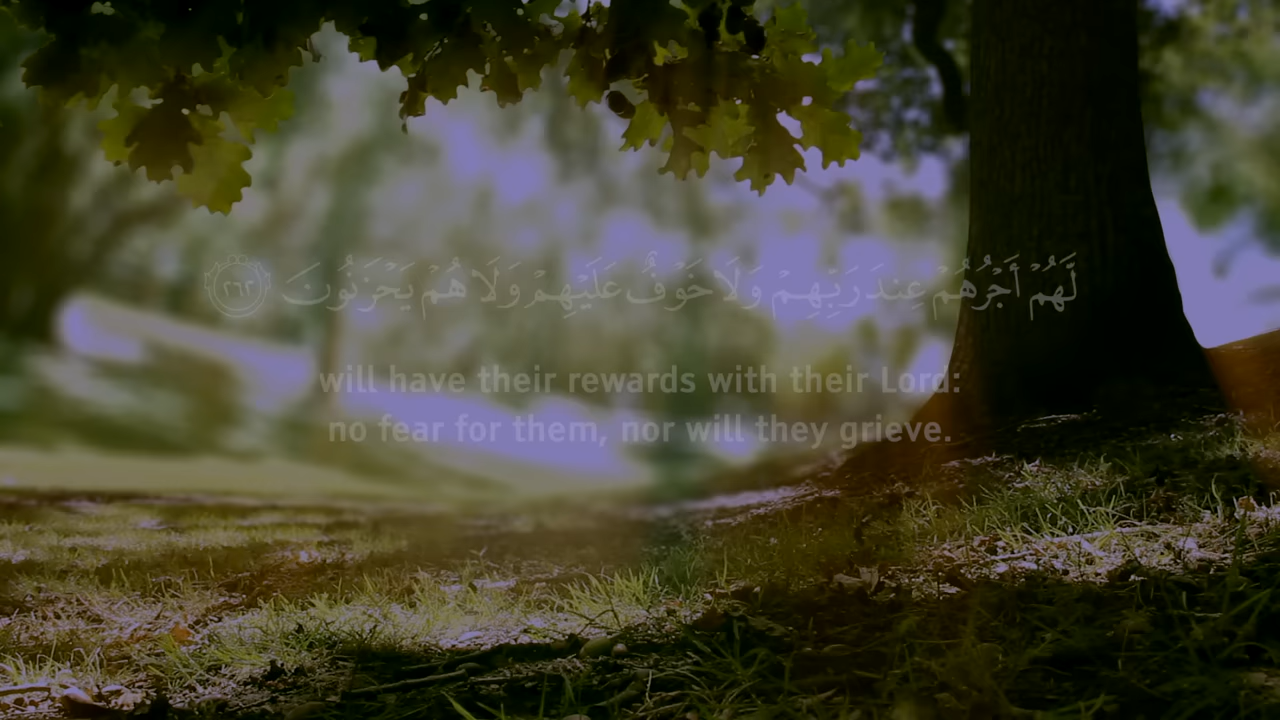 لَّهُمْ أَجْرُهُمْ عِندَ رَبِّهِمْ وَلَا خَوْفٌ عَلَيْهِمْ وَلَا هُمْ يَحْزَنُونَ ٢٦٢
will have their rewards with their Lord:
no fear for them, nor will they grieve.